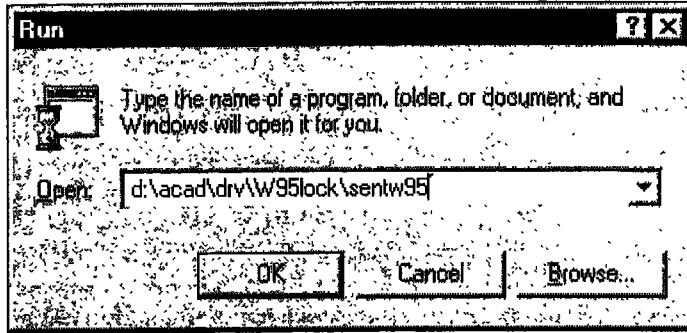 Run
Type the name of a program, folder, or document, and
Windows will open it for you.
Open: d:\acad\drv\W95lock\sentw95
OK Cancel Browse...